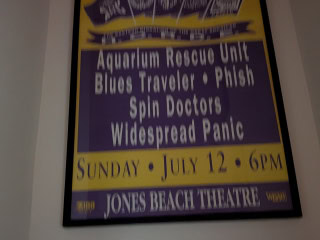 H.O.R.D.E.
Aquarium Rescue Unit
Blues Traveler • Phish
Spin Doctors
Widespread Panic
SUNDAY • JULY 12 • 6PM
JONES BEACH THEATRE